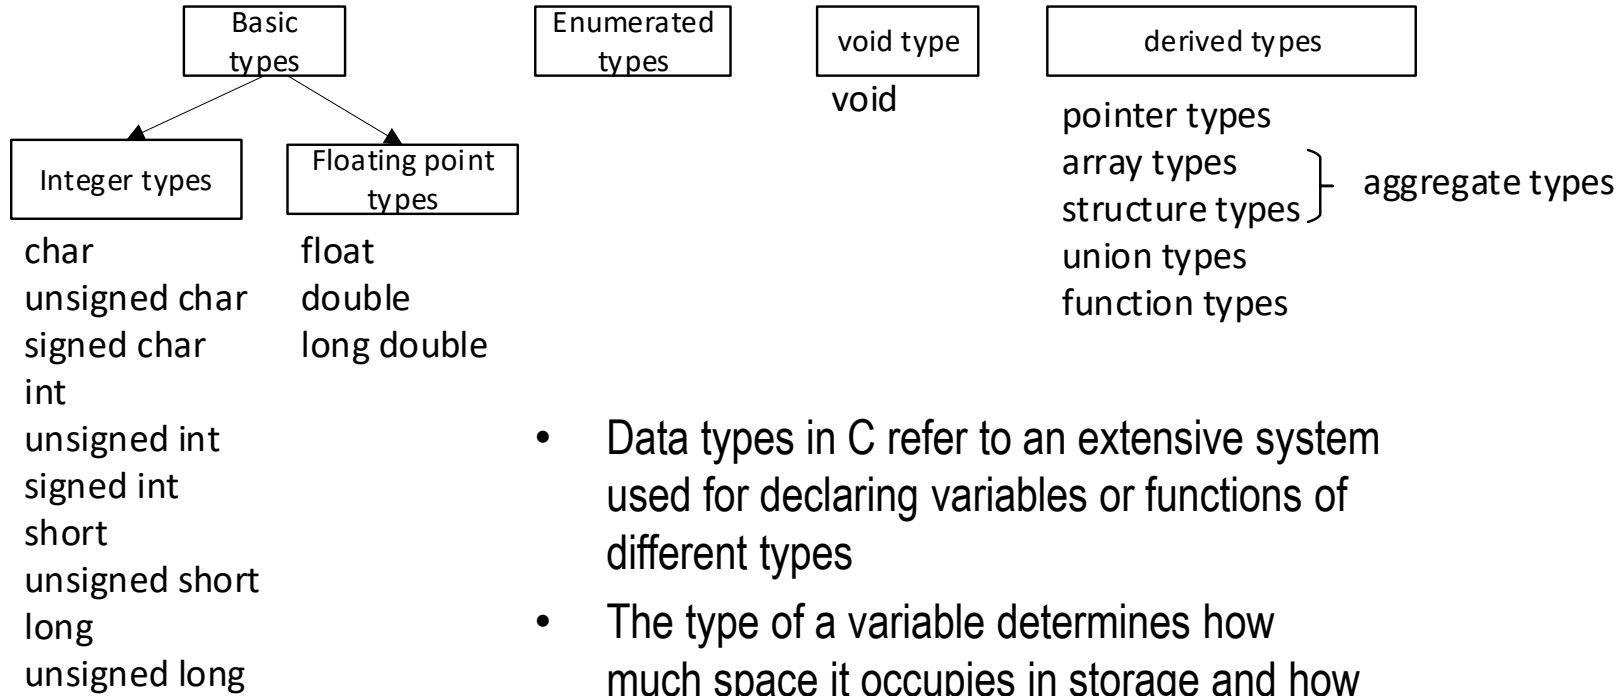 Basic
types
Enumerated
types
void type
derived types
void
pointer types
array types
structure types
aggregate types
union types
function types
Integer types
Floating point
types
char
unsigned char
signed char
int
unsigned int
signed int
short
unsigned short
long
unsigned long
float
double
long double
• Data types in C refer to an extensive system
used for declaring variables or functions of
different types
• The type of a variable determines how
much space it occupies in storage and how